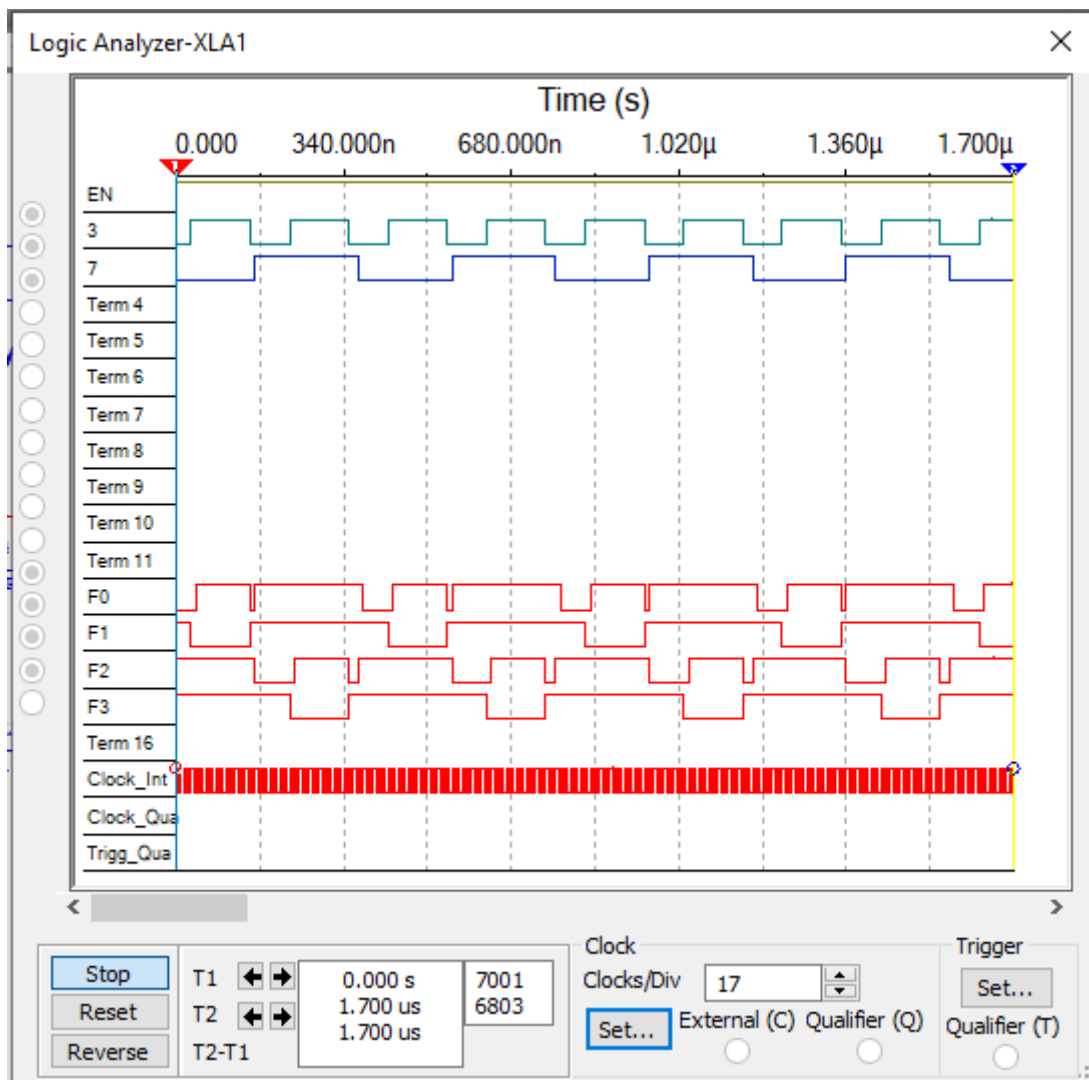 Logic Analyzer-XLA1
Time (s)
0.000 340.000n 680.000n 1.020µ 1.360µ 1.700µ
1 2
EN
3
7
Term 4
Term 5
Term 6
Term 7
Term 8
Term 9
Term 10
Term 11
F0
F1
F2
F3
Term 16
Clock_Int
Clock_Qua
Trigg_Qua
Stop
Reset
Reverse
T1
T2
T2-T1
0.000 s
1.700 us
1.700 us
7001
6803
Clock
Clocks/Div 17
Set... External (C) Qualifier (Q)
Trigger
Set...
Qualifier (T)